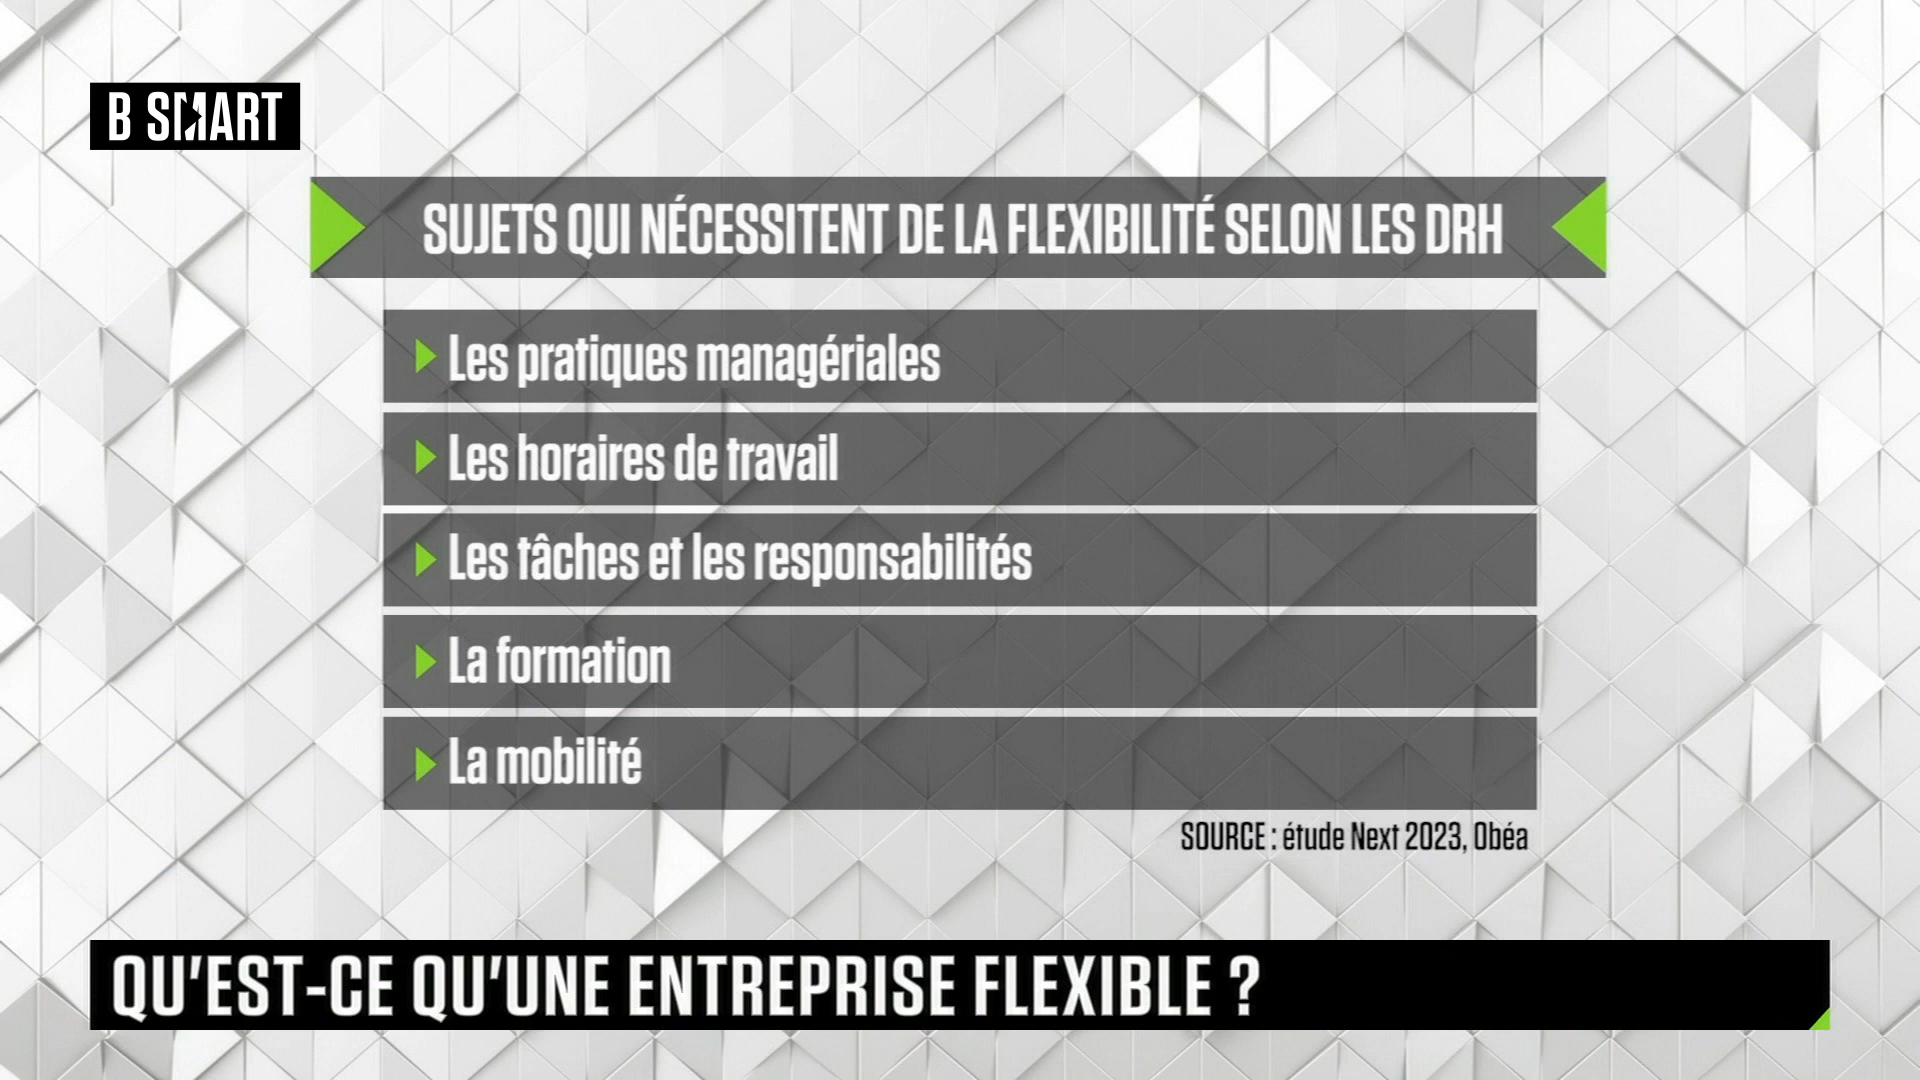 B SMART
SUJETS QUI NÉCESSITENT DE LA FLEXIBILITÉ SELON LES DRH
Les pratiques managériales
Les horaires de travail
Les tâches et les responsabilités
La formation
La mobilité
SOURCE : étude Next 2023, Obéa
QU'EST-CE QU'UNE ENTREPRISE FLEXIBLE ?